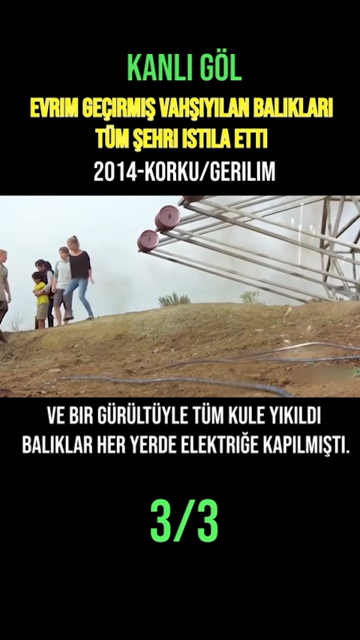 KANLI GÖL
EVRIM GEÇIRMIŞ VAHŞIYILAN BALIKLARI
TÜM ŞEHRI ISTILA ETTI
2014-KORKU/GERILIM
VE BIR GÜRÜLTÜYLE TÜM KULE YIKILDI
BALIKLAR HER YERDE ELEKTRIĞE KAPILMIŞTI.
3/3